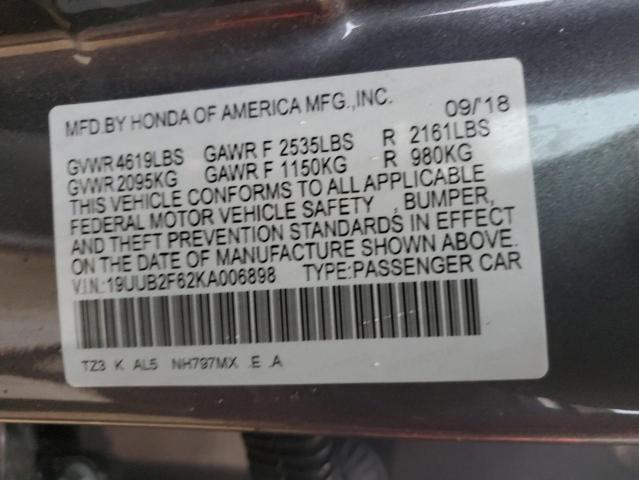 MFD.BY HONDA OF AMERICA MFG.,INC. 09/'18
GVWR 4619LBS GAWR F 2535LBS R 2161LBS
GVWR 2095KG GAWR F 1150KG R 980KG
THIS VEHICLE CONFORMS TO ALL APPLICABLE
FEDERAL MOTOR VEHICLE SAFETY , BUMPER,
AND THEFT PREVENTION STANDARDS IN EFFECT
ON THE DATE OF MANUFACTURE SHOWN ABOVE.
V.I.N.:19UUB2F62KA006898 TYPE:PASSENGER CAR
TZ3 K AL5 NH797MX .E .A